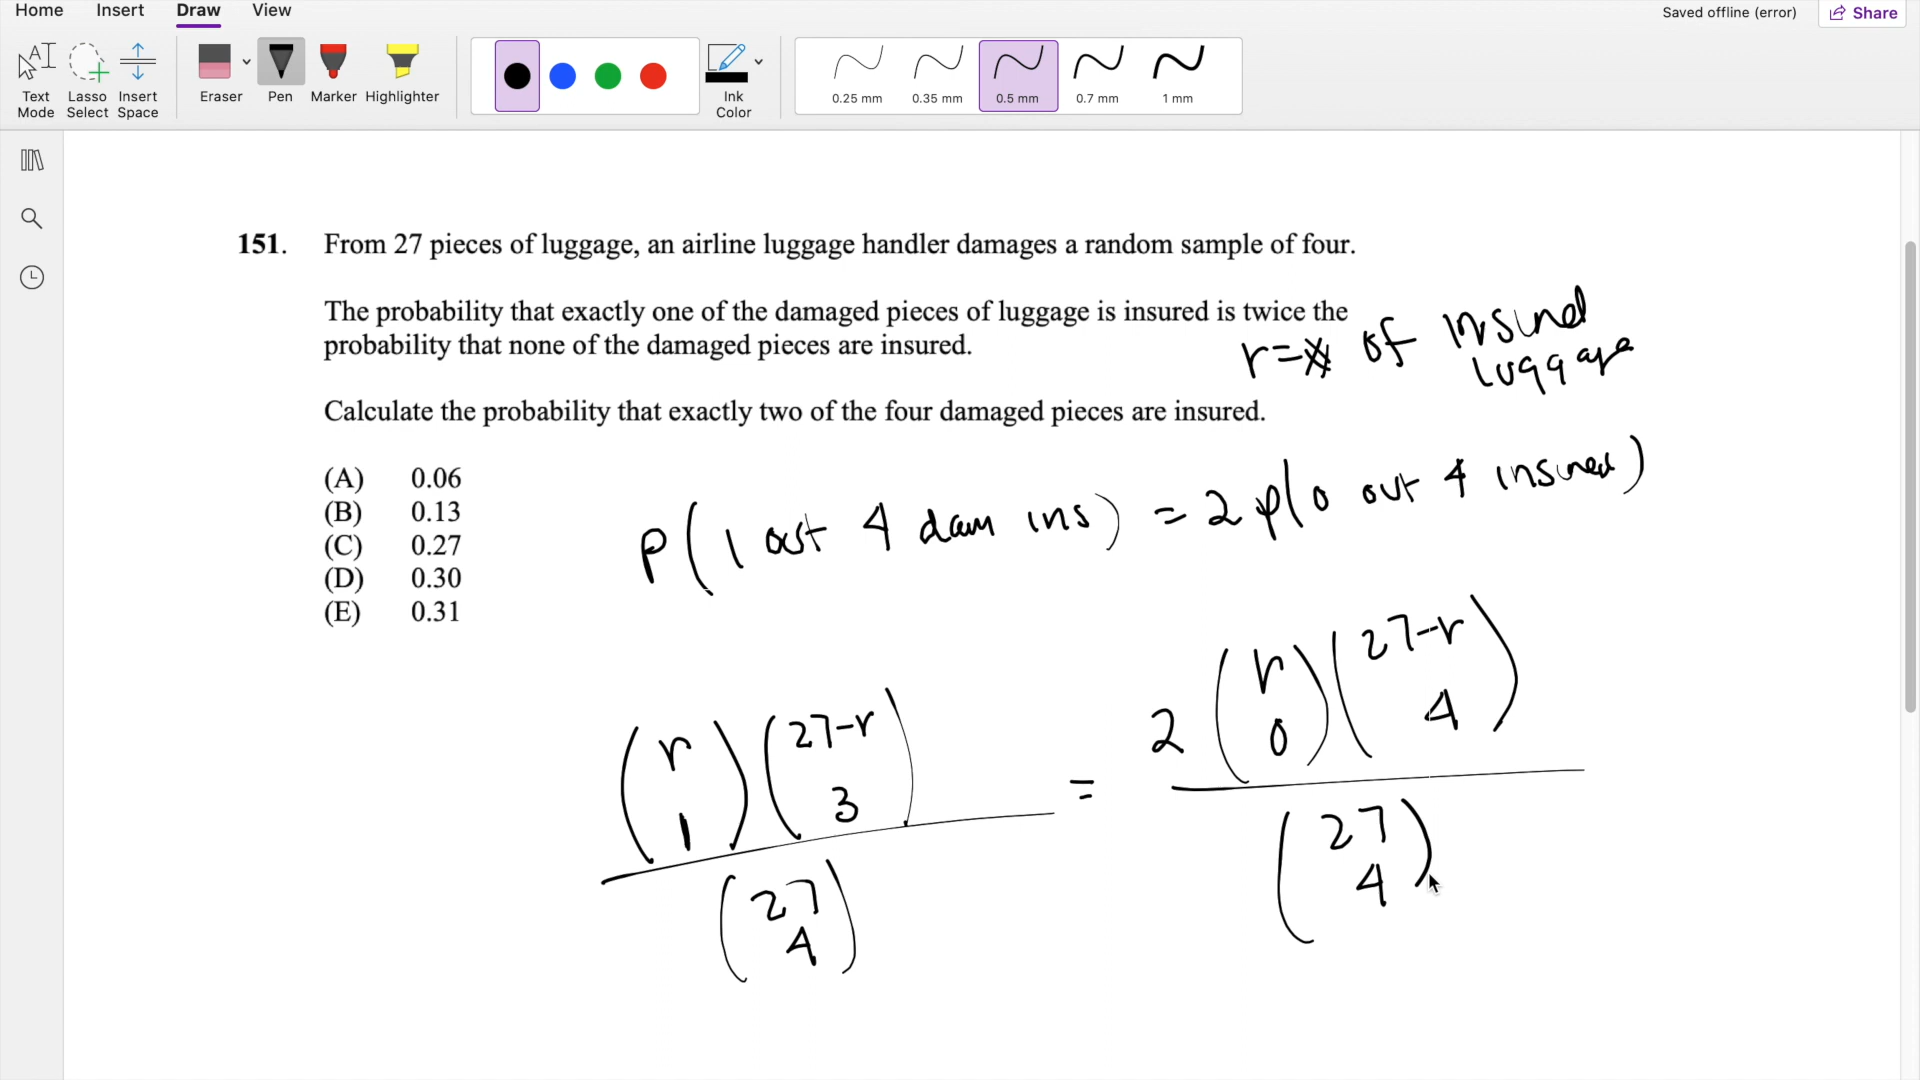 Home Insert Draw View
Saved offline (error) Share
Text Mode
Lasso Select
Insert Space
Eraser
Pen
Marker
Highlighter
Ink Color
0.25 mm
0.35 mm
0.5 mm
0.7 mm
1 mm
151. From 27 pieces of luggage, an airline luggage handler damages a random sample of four.
The probability that exactly one of the damaged pieces of luggage is insured is twice the
probability that none of the damaged pieces are insured.
r=# of insured
luggage
Calculate the probability that exactly two of the four damaged pieces are insured.
(A) 0.06
(B) 0.13
(C) 0.27
(D) 0.30
(E) 0.31
P(1 out 4 dam ins) = 2 p(0 out 4 insured)
(r 1)(27-r 3)
(27 4)
=
2 (r 0)(27-r 4)
(27 4)